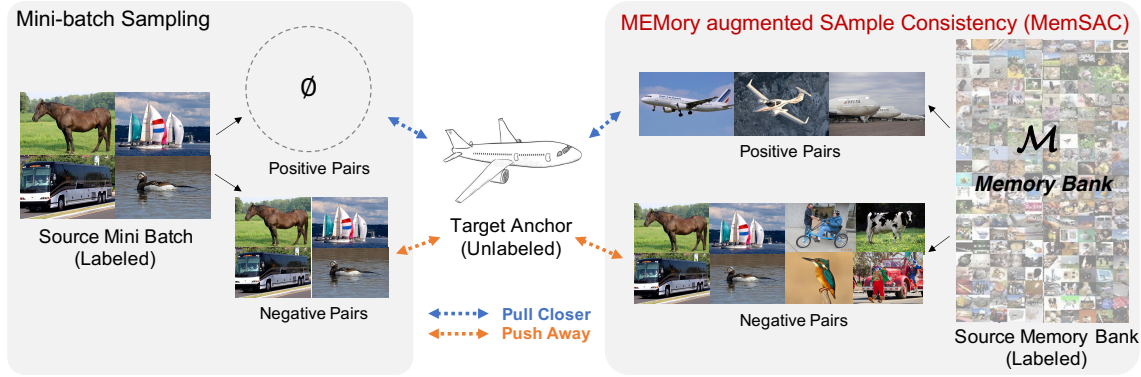 Mini-batch Sampling
∅
Positive Pairs
Source Mini Batch
(Labeled)
Negative Pairs
Target Anchor
(Unlabeled)
Pull Closer
Push Away
MEMory augmented SAmple Consistency (MemSAC)
Positive Pairs
Negative Pairs
ℳ
Memory Bank
Source Memory Bank
(Labeled)